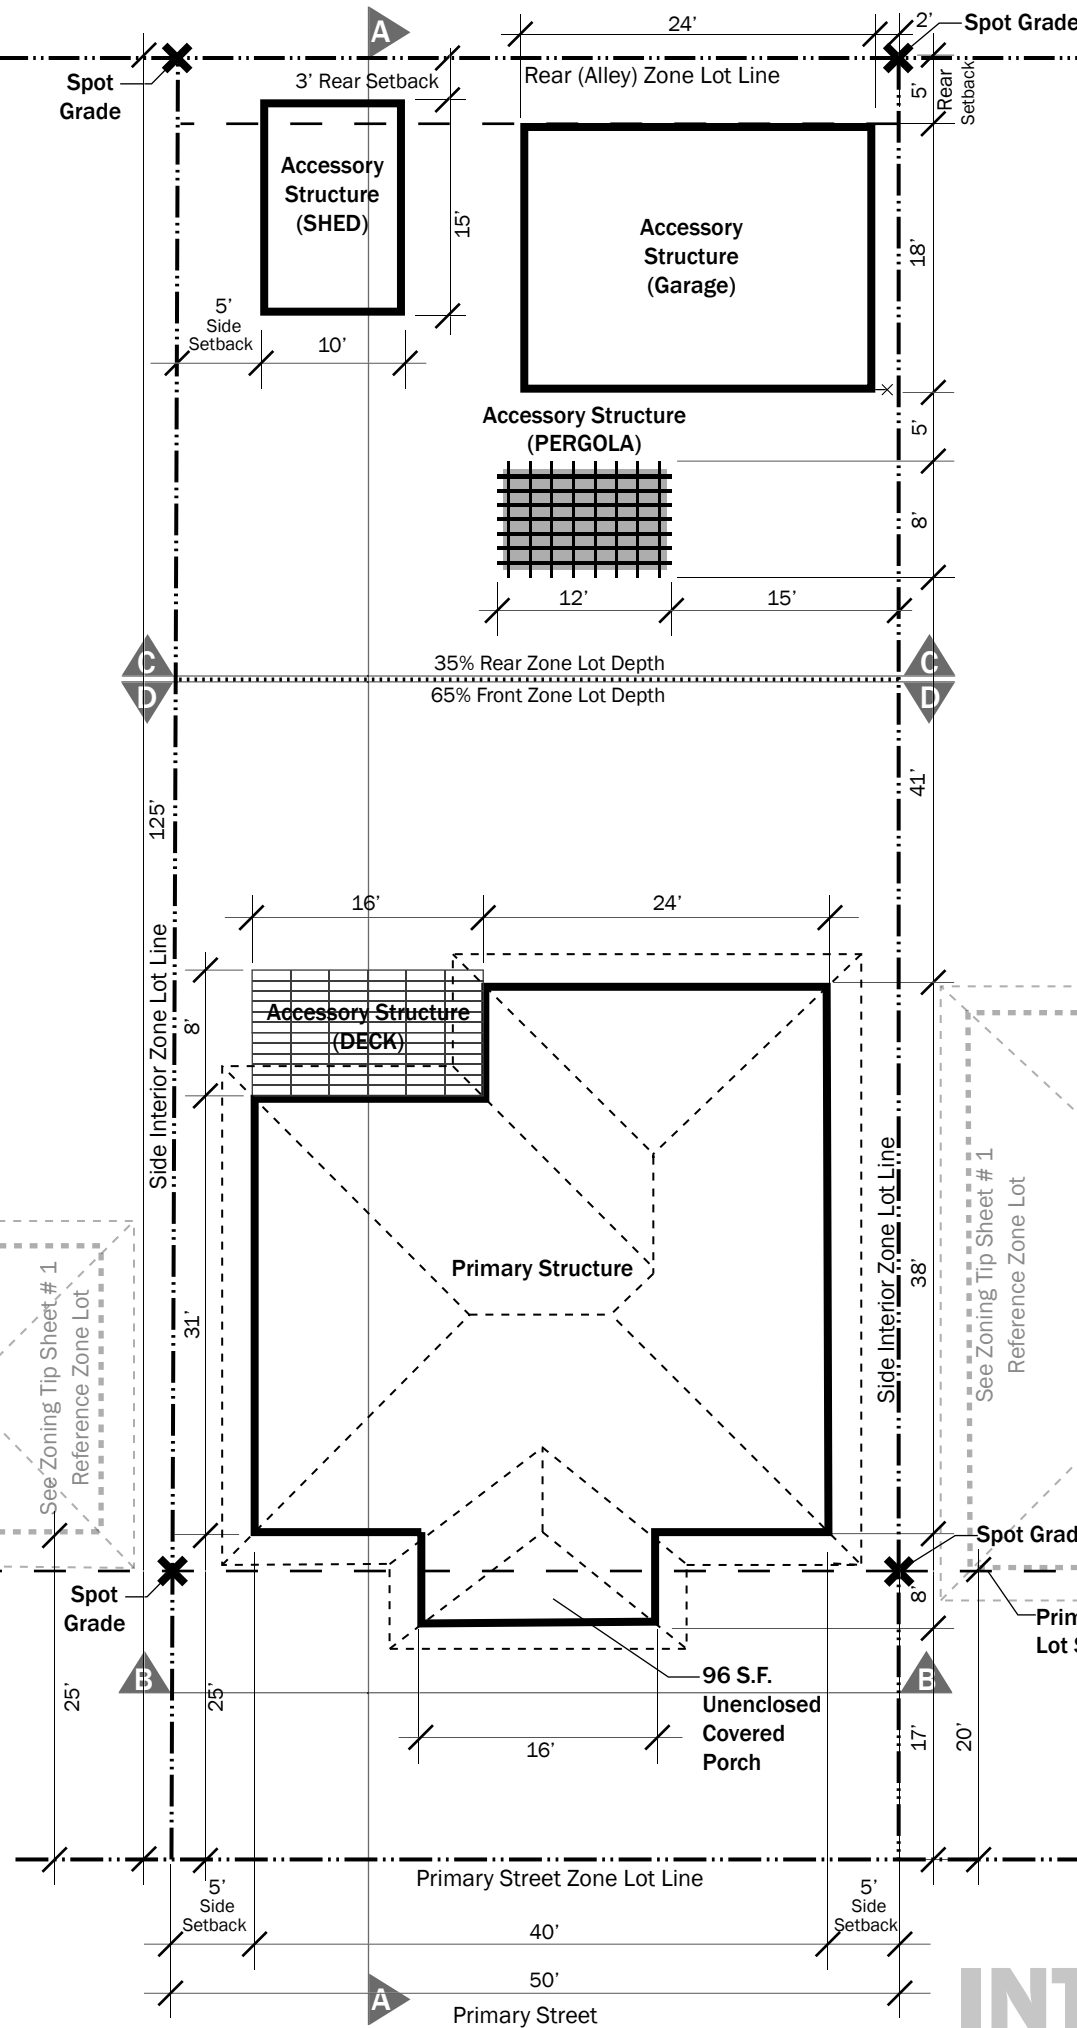 A
24’
2’
Spot Grade
Spot
Grade
3’ Rear Setback
Rear (Alley) Zone Lot Line
5’
Rear
Setback
Accessory
Structure
(SHED)
15’
Accessory
Structure
(Garage)
18’
5’
Side
Setback
10’
Accessory Structure
(PERGOLA)
5’
8’
12’
15’
C
35% Rear Zone Lot Depth
C
D
65% Front Zone Lot Depth
D
125’
41’
16’
24’
Side Interior Zone Lot Line
8’
Accessory Structure
(DECK)
Primary Structure
31’
38’
Side Interior Zone Lot Line
See Zoning Tip Sheet # 1
Reference Zone Lot
See Zoning Tip Sheet # 1
Reference Zone Lot
Spot Grad
Spot
Grade
8’
Prim
Lot S
B
B
25’
25’
96 S.F.
Unenclosed
Covered
Porch
16’
17’
20’
Primary Street Zone Lot Line
5’
Side
Setback
5’
Side
Setback
40’
50’
A
Primary Street
INT